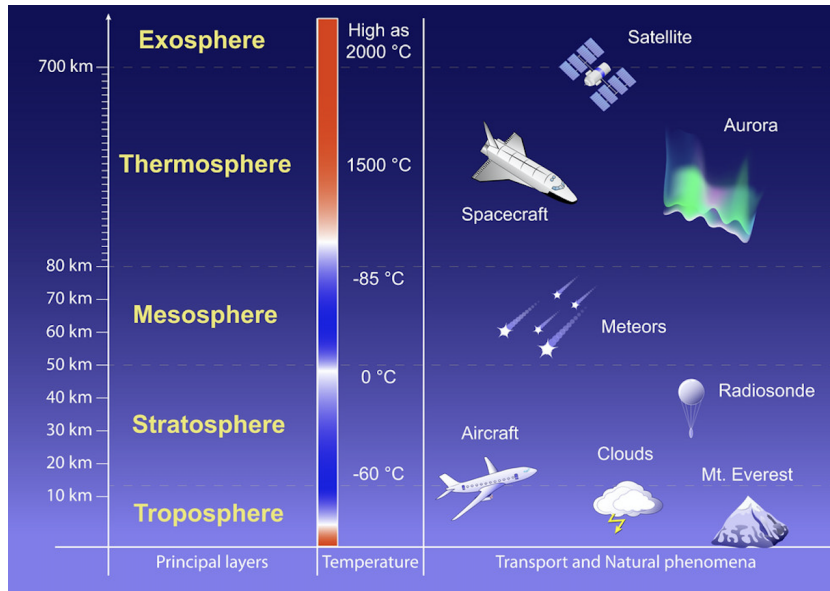 Exosphere
High as
2000 °C
Satellite
700 km
Aurora
Thermosphere
1500 °C
Spacecraft
80 km
-85 °C
70 km
Mesosphere
Meteors
60 km
50 km
0 °C
Radiosonde
40 km
Stratosphere
Aircraft
30 km
Clouds
20 km
-60 °C
Mt. Everest
10 km
Troposphere
Principal layers
Temperature
Transport and Natural phenomena